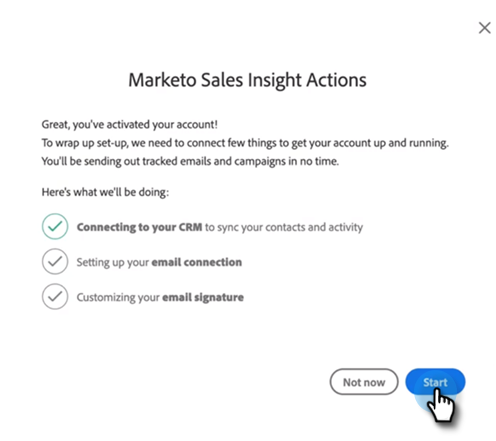 Marketo Sales Insight Actions
Great, you've activated your account!
To wrap up set-up, we need to connect few things to get your account up and running.
You'll be sending out tracked emails and campaigns in no time.
Here's what we'll be doing:
Connecting to your CRM to sync your contacts and activity
Setting up your email connection
Customizing your email signature
Not now
Start